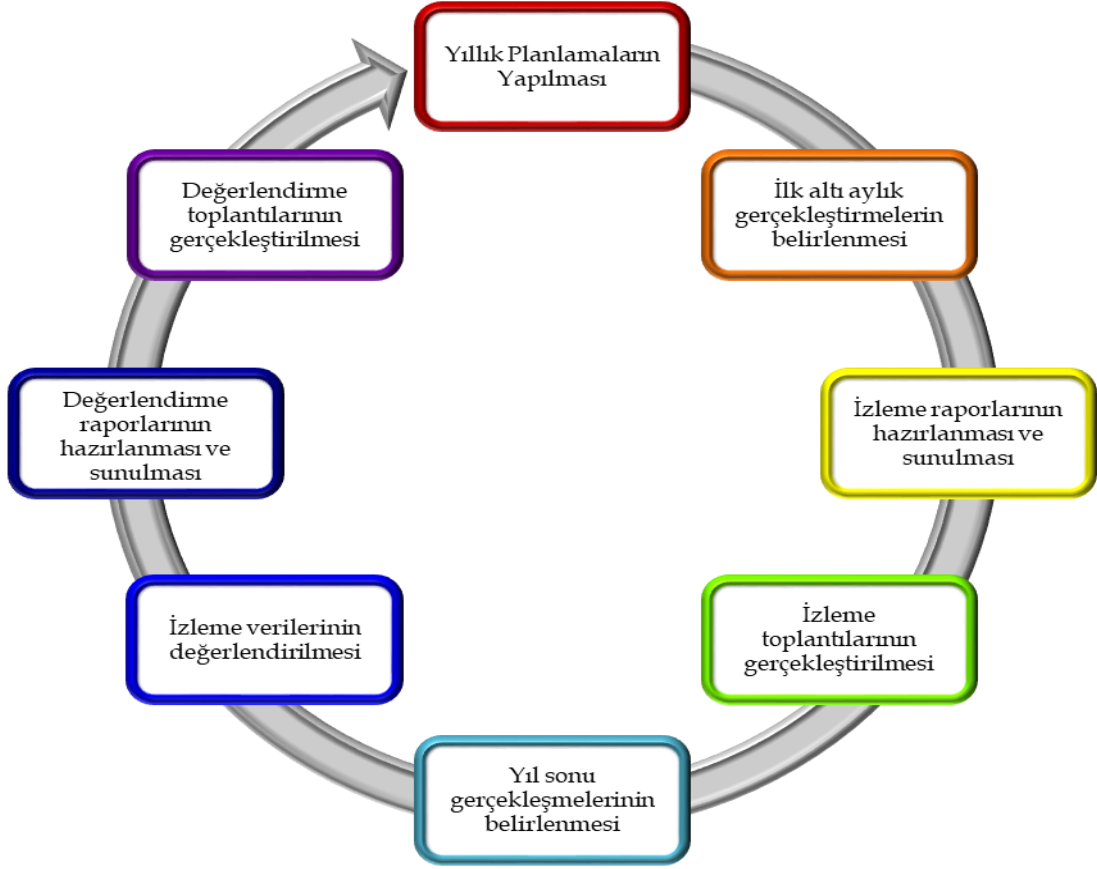 Yıllık Planlamaların
Yapılması
İlk altı aylık
gerçekleştirmelerin
belirlenmesi
İzleme raporlarının
hazırlanması ve
sunulması
İzleme
toplantılarının
gerçekleştirilmesi
Yıl sonu
gerçekleşmelerinin
belirlenmesi
İzleme verilerinin
değerlendirilmesi
Değerlendirme
raporlarının
hazırlanması ve
sunulması
Değerlendirme
toplantılarının
gerçekleştirilmesi